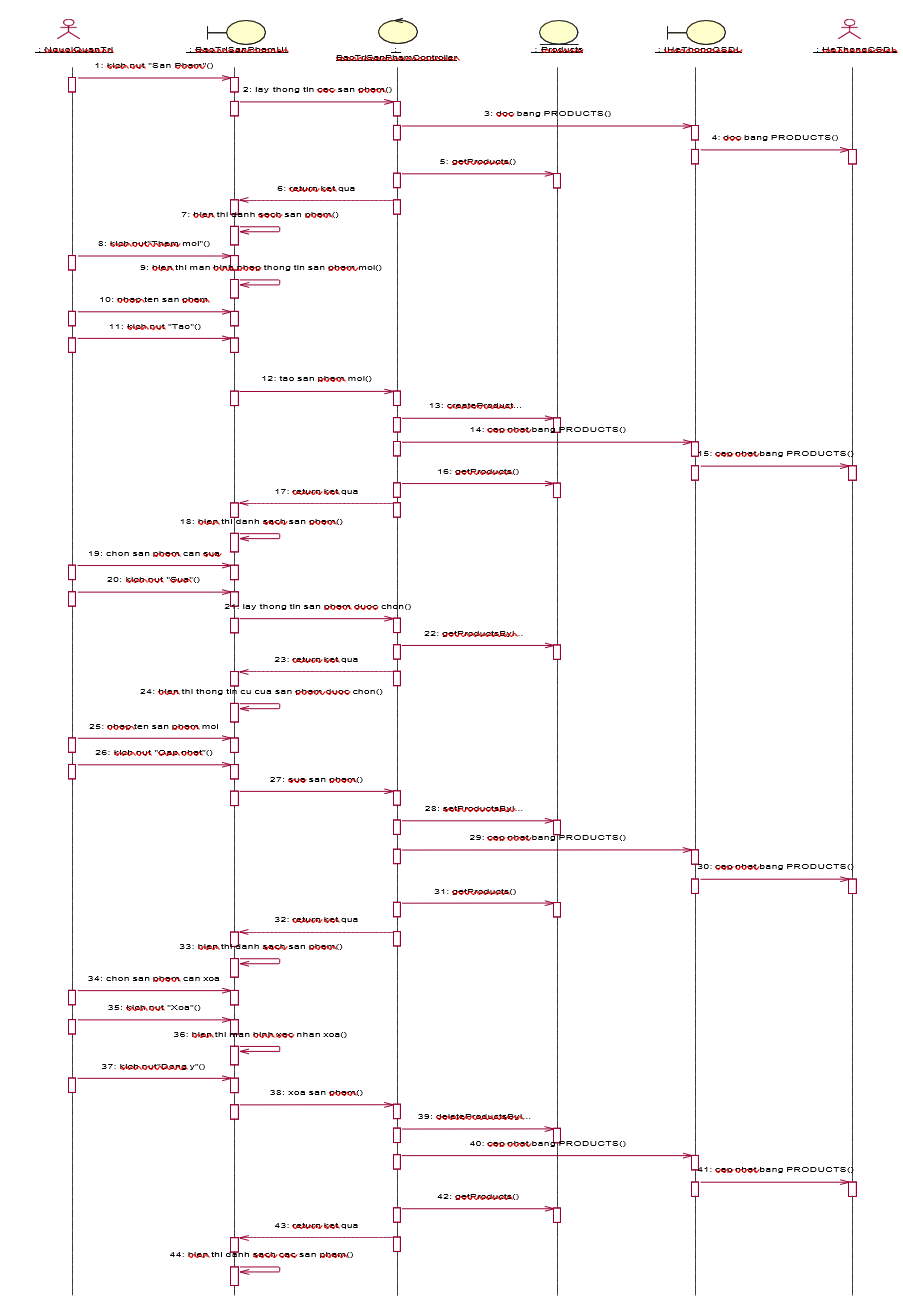 : NguoiQuanTri
: BaoTriSanPhamUI
:
BaoTriSanPhamController
: Products
: IHeThongCSDL
: HeThongCSDL
1: kich nut "San Pham"()
2: lay thong tin cac san pham()
3: doc bang PRODUCTS()
4: doc bang PRODUCTS()
5: getProducts()
6: return ket qua
7: hien thi danh sach san pham()
8: kich nut"Them moi"()
9: hien thi man hinh nhap thong tin san pham moi()
10: nhap ten san pham
11: kich nut "Tao"()
12: tao san pham moi()
13: createProduct...
14: cap nhat bang PRODUCTS()
15: cap nhat bang PRODUCTS()
16: getProducts()
17: return ket qua
18: hien thi danh sach san pham()
19: chon san pham can sua
20: kich nut "Sua"()
21: lay thong tin san pham duoc chon()
22: getProductsByI...
23: return ket qua
24: hien thi thong tin cu cua san pham duoc chon()
25: nhap ten san pham moi
26: kich nut "Cap nhat"()
27: sua san pham()
28: setProductsByI...
29: cap nhat bang PRODUCTS()
30: cap nhat bang PRODUCTS()
31: getProducts()
32: return ket qua
33: hien thi danh sach san pham()
34: chon san pham can xoa
35: kich nut "Xoa"()
36: hien thi man hinh xac nhan xoa()
37: kich nut"Dong y"()
38: xoa san pham()
39: deleteProductsByI...
40: cap nhat bang PRODUCTS()
41: cap nhat bang PRODUCTS()
42: getProducts()
43: return ket qua
44: hien thi danh sach cac san pham()